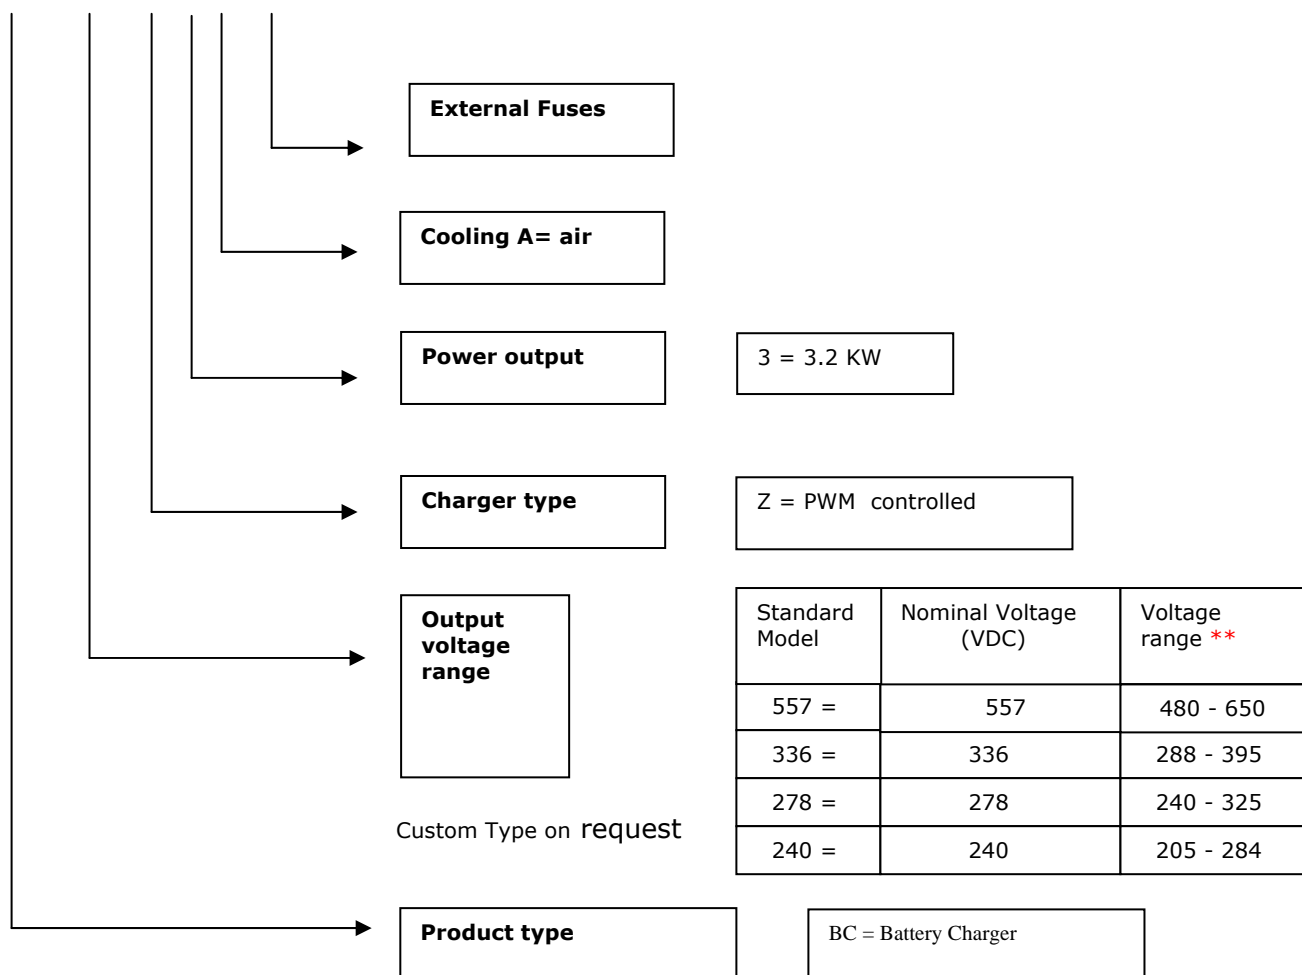 External Fuses
Cooling A= air
Power output
3 = 3.2 KW
Charger type
Z = PWM controlled
Output
voltage
range
Standard
Model
Nominal Voltage
(VDC)
Voltage
range **
557 =
557
480 - 650
336 =
336
288 - 395
278 =
278
240 - 325
240 =
240
205 - 284
Custom Type on request
Product type
BC = Battery Charger